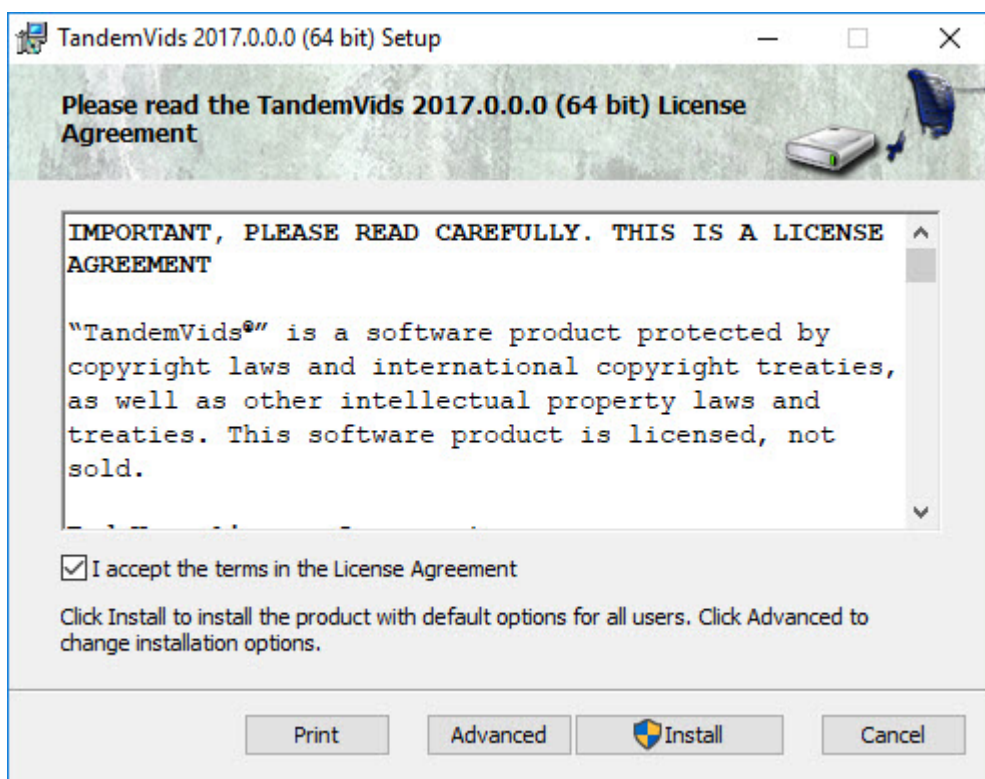 TandemVids 2017.0.0.0 (64 bit) Setup
Please read the TandemVids 2017.0.0.0 (64 bit) License
Agreement
IMPORTANT, PLEASE READ CAREFULLY. THIS IS A LICENSE
AGREEMENT
“TandemVids®” is a software product protected by
copyright laws and international copyright treaties,
as well as other intellectual property laws and
treaties. This software product is licensed, not
sold.
I accept the terms in the License Agreement
Click Install to install the product with default options for all users. Click Advanced to
change installation options.
Print
Advanced
Install
Cancel